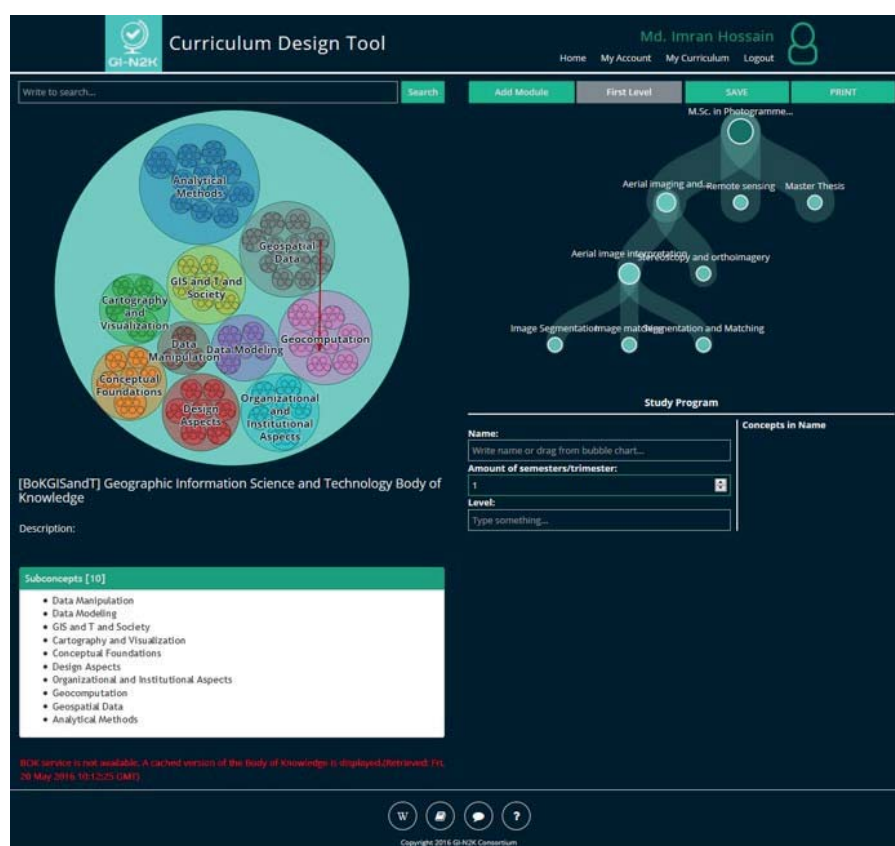 GI-N2K
Curriculum Design Tool
Md. Imran Hossain
Home My Account My Curriculum Logout
Write to search...
Search
Add Module
First Level
SAVE
PRINT
Analytical
Methods
Geospatial
Data
GIS and T and
Society
Cartography
and
Visualization
Geocomputation
Data
Manipulation
Data Modeling
Conceptual
Foundations
Design
Aspects
Organizational
and
Institutional
Aspects
M.Sc. in Photogramme...
Aerial imaging and...
Remote sensing
Master Thesis
Aerial image interpretation
Stereoscopy and orthoimagery
Image Segmentation
Image matching
Segmentation and Matching
[BoKGISandT] Geographic Information Science and Technology Body of
Knowledge
Description:
Subconcepts [10]
• Data Manipulation
• Data Modeling
• GIS and T and Society
• Cartography and Visualization
• Conceptual Foundations
• Design Aspects
• Organizational and Institutional Aspects
• Geocomputation
• Geospatial Data
• Analytical Methods
BOK service is not available. A cached version of the Body of Knowledge is displayed.(Retrieved: Fri,
20 May 2016 10:12:25 GMT)
Study Program
Name:
Write name or drag from bubble chart...
Amount of semesters/trimester:
1
Level:
Type something...
Concepts in Name
W
?
Copyright 2016 GI-N2K Consortium